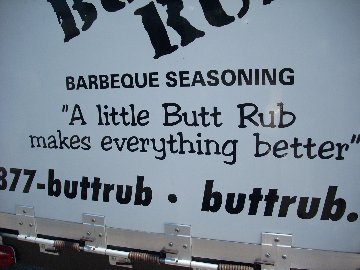 BARBEQUE SEASONING
"A little Butt Rub
makes everything better"
877-buttrub • buttrub.